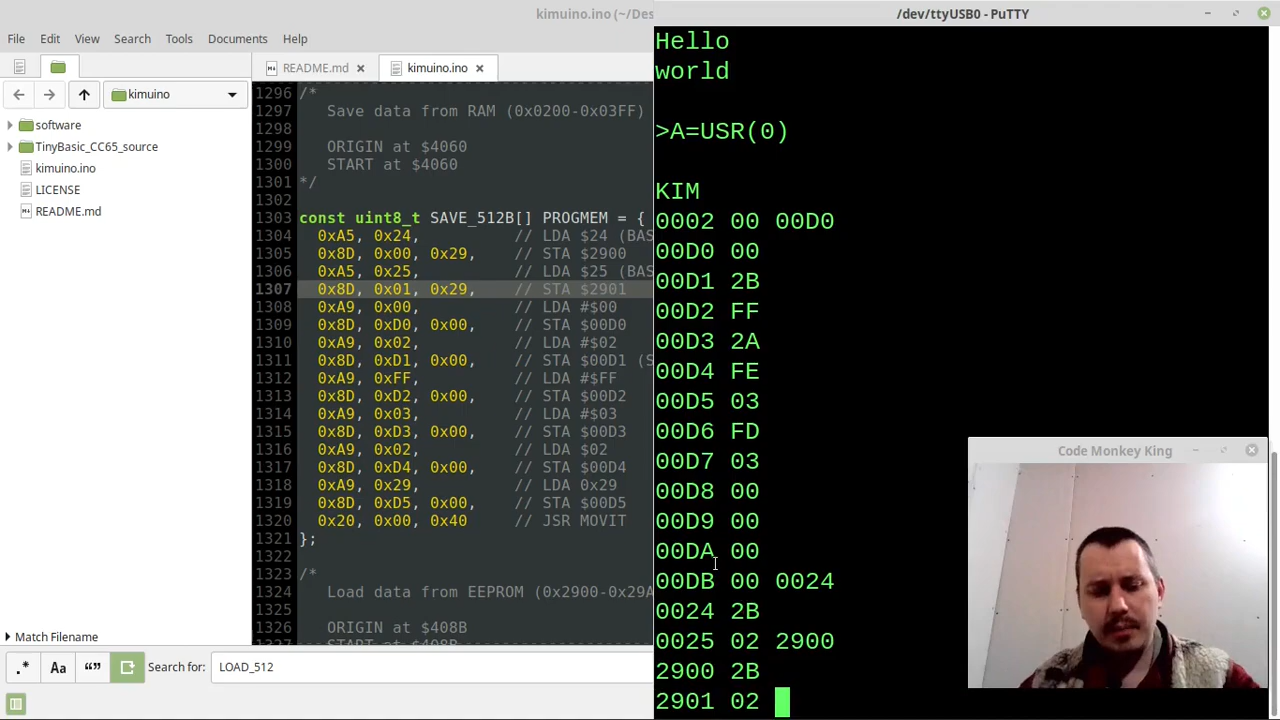 kimuino.ino (~/Des
/dev/ttyUSB0 - PuTTY
File Edit View Search Tools Documents Help
README.md
kimuino.ino
kimuino
software
TinyBasic_CC65_source
kimuino.ino
LICENSE
README.md
1296 /*
1297 Save data from RAM (0x0200-0x03FF)
1298
1299 ORIGIN at $4060
1300 START at $4060
1301 */
1302
1303 const uint8_t SAVE_512B[] PROGMEM = {
1304 0xA5, 0x24, // LDA $24 (BAS
1305 0x8D, 0x00, 0x29, // STA $2900
1306 0xA5, 0x25, // LDA $25 (BAS
1307 0x8D, 0x01, 0x29, // STA $2901
1308 0xA9, 0x00, // LDA #$00
1309 0x8D, 0xD0, 0x00, // STA $00D0
1310 0xA9, 0x02, // LDA #$02
1311 0x8D, 0xD1, 0x00, // STA $00D1 (S
1312 0xA9, 0xFF, // LDA #$FF
1313 0x8D, 0xD2, 0x00, // STA $00D2
1314 0xA9, 0x03, // LDA #$03
1315 0x8D, 0xD3, 0x00, // STA $00D3
1316 0xA9, 0x02, // LDA $02
1317 0x8D, 0xD4, 0x00, // STA $00D4
1318 0xA9, 0x29, // LDA 0x29
1319 0x8D, 0xD5, 0x00, // STA $00D5
1320 0x20, 0x00, 0x40 // JSR MOVIT
1321 };
1322
1323 /*
1324 Load data from EEPROM (0x2900-0x29A
1325
1326 ORIGIN at $408B
Match Filename
.* Aa “” Search for: LOAD_512
Hello
world
>A=USR(0)
KIM
0002 00 00D0
00D0 00
00D1 2B
00D2 FF
00D3 2A
00D4 FE
00D5 03
00D6 FD
00D7 03
00D8 00
00D9 00
00DA 00
00DB 00 0024
0024 2B
0025 02 2900
2900 2B
2901 02
Code Monkey King